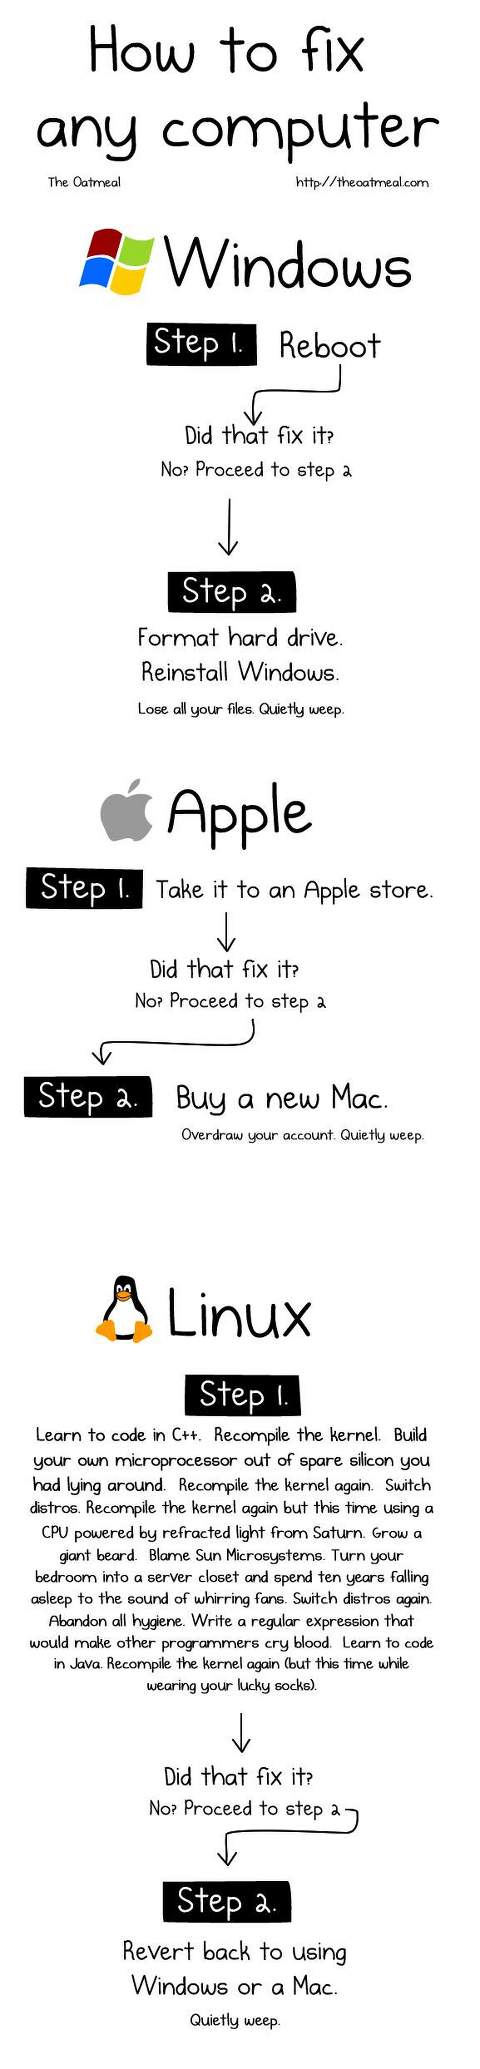 How to fix
any computer
The Oatmeal
http://theoatmeal.com
Windows
Step 1. Reboot
Did that fix it?
No? Proceed to step 2
Step 2.
Format hard drive.
Reinstall Windows.
Lose all your files. Quietly weep.
Apple
Step 1. Take it to an Apple store.
Did that fix it?
No? Proceed to step 2
Step 2. Buy a new Mac.
Overdraw your account. Quietly weep.
Linux
Step 1.
Learn to code in C++. Recompile the kernel. Build
your own microprocessor out of spare silicon you
had lying around. Recompile the kernel again. Switch
distros. Recompile the kernel again but this time using a
CPU powered by refracted light from Saturn. Grow a
giant beard. Blame Sun Microsystems. Turn your
bedroom into a server closet and spend ten years falling
asleep to the sound of whirring fans. Switch distros again.
Abandon all hygiene. Write a regular expression that
would make other programmers cry blood. Learn to code
in Java. Recompile the kernel again (but this time while
wearing your lucky socks).
Did that fix it?
No? Proceed to step 2
Step 2.
Revert back to using
Windows or a Mac.
Quietly weep.